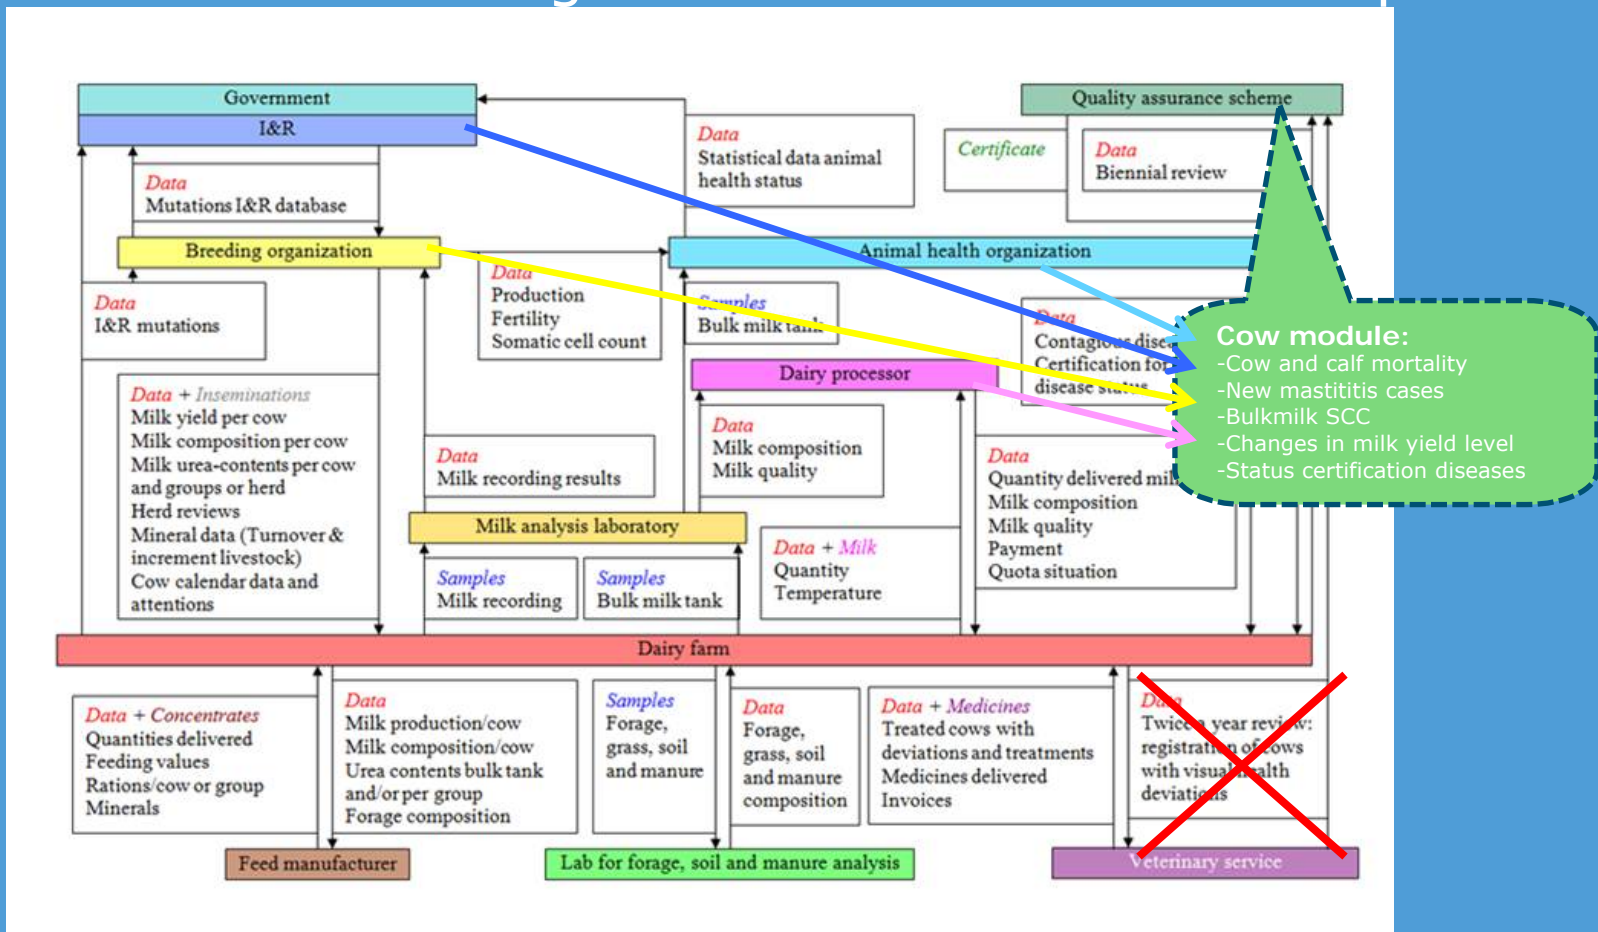 Government
I&R
Quality assurance scheme
Data
Statistical data animal
health status
Certificate
Data
Biennial review
Data
Mutations I&R database
Breeding organization
Animal health organization
Data
I&R mutations
Data
Production
Fertility
Somatic cell count
Samples
Bulk milk tank
Data
Contagious
Certification for
disease status
Cow module:
-Cow and calf mortality
-New mastititis cases
-Bulkmilk SCC
-Changes in milk yield level
-Status certification diseases
Dairy processor
Data + Inseminations
Milk yield per cow
Milk composition per cow
Milk urea-contents per cow
and groups or herd
Herd reviews
Mineral data (Turnover &
increment livestock)
Cow calendar data and
attentions
Data
Milk recording results
Data
Milk composition
Milk quality
Data
Quantity delivered
Milk composition
Milk quality
Payment
Quota situation
Milk analysis laboratory
Samples
Milk recording
Samples
Bulk milk tank
Data + Milk
Quantity
Temperature
Dairy farm
Data + Concentrates
Quantities delivered
Feeding values
Rations/cow or group
Minerals
Data
Milk production/cow
Milk composition/cow
Urea contents bulk tank
and/or per group
Forage composition
Samples
Forage,
grass, soil
and manure
Data
Forage,
grass, soil
and manure
composition
Data + Medicines
Treated cows with
deviations and treatments
Medicines delivered
Invoices
Data
Twice a year review:
registration of cows
with visual health
deviations
Feed manufacturer
Lab for forage, soil and manure analysis
Veterinary service